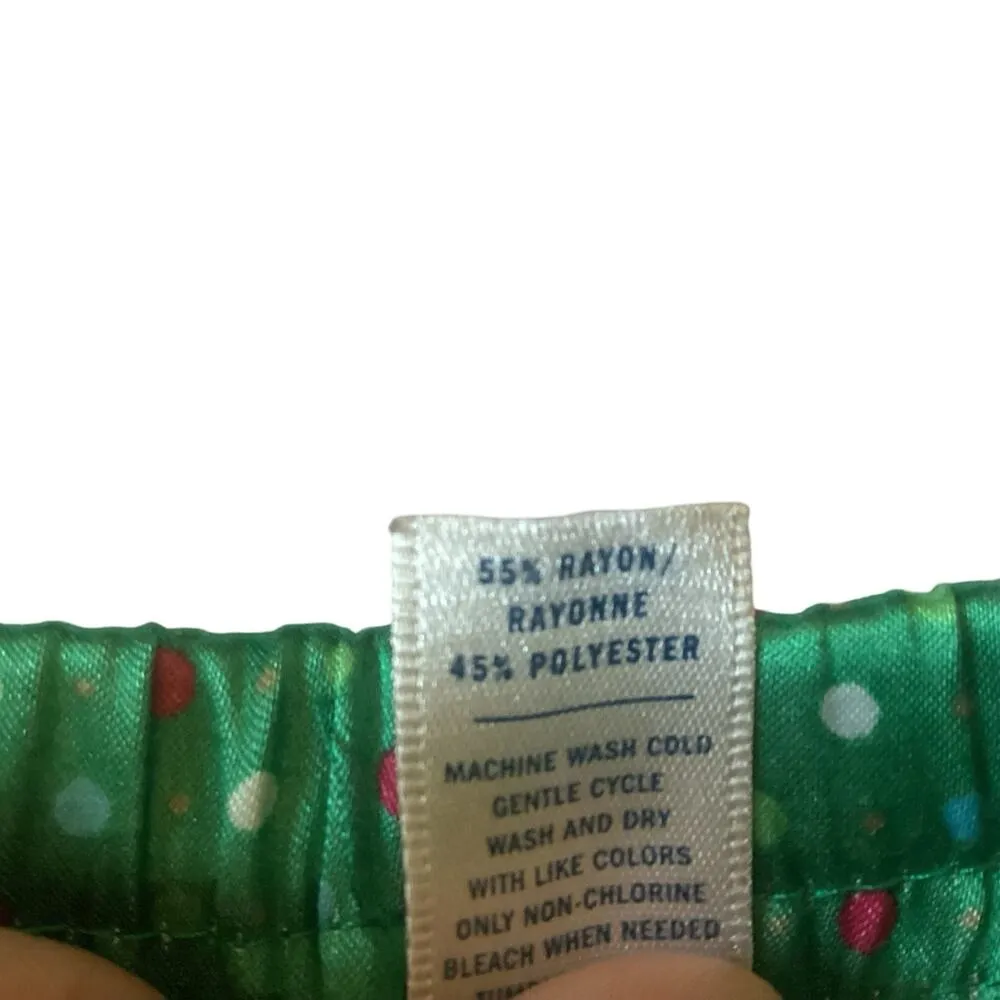 55% RAYON/
RAYONNE
45% POLYESTER
MACHINE WASH COLD
GENTLE CYCLE
WASH AND DRY
WITH LIKE COLORS
ONLY NON-CHLORINE
BLEACH WHEN NEEDED